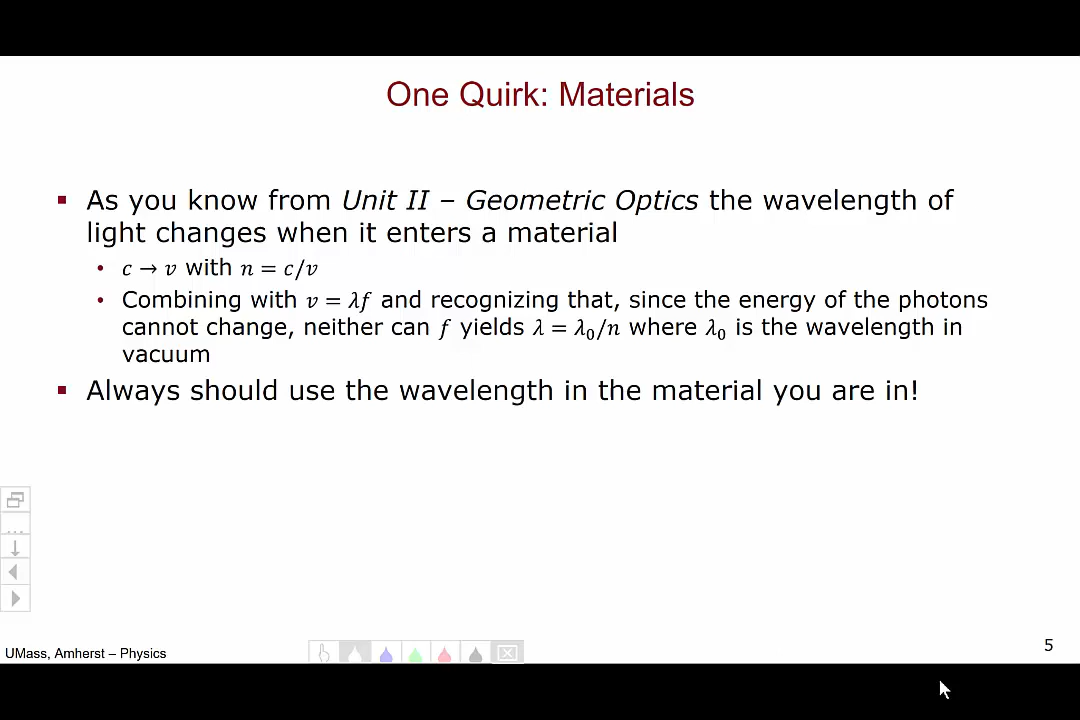 One Quirk: Materials
▪ As you know from Unit II – Geometric Optics the wavelength of
light changes when it enters a material
• c → v with n = c/v
• Combining with v = λf and recognizing that, since the energy of the photons
cannot change, neither can f yields λ = λ₀/n where λ₀ is the wavelength in
vacuum
▪ Always should use the wavelength in the material you are in!
UMass, Amherst – Physics
5